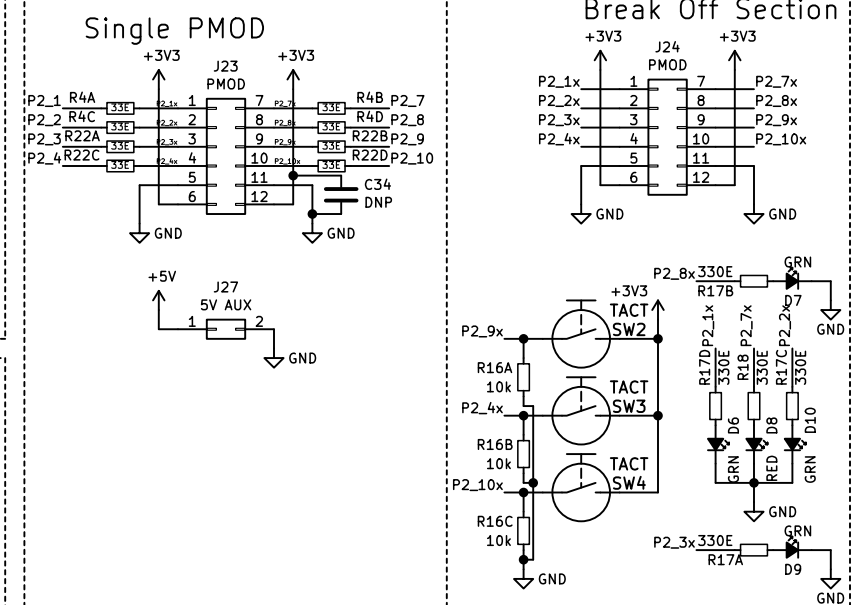 Single PMOD
+3V3
J23
PMOD
+3V3
P2_1 R4A 33E P2_1x 1 7 P2_7x 33E R4B P2_7
P2_2 R4C 33E P2_2x 2 8 P2_8x 33E R4D P2_8
P2_3 R22A 33E P2_3x 3 9 P2_9x 33E R22B P2_9
P2_4 R22C 33E P2_4x 4 10 P2_10x 33E R22D P2_10
5 11
6 12
C34
DNP
GND
GND
+5V
J27
5V AUX
1 2
GND
Break Off Section
+3V3
J24
PMOD
+3V3
P2_1x 1 7 P2_7x
P2_2x 2 8 P2_8x
P2_3x 3 9 P2_9x
P2_4x 4 10 P2_10x
5 11
6 12
GND
GND
+3V3
P2_9x
TACT
SW2
R16A
10k
P2_4x
TACT
SW3
R16B
10k
P2_10x
TACT
SW4
R16C
10k
GND
P2_8x 330E
R17B
GRN
D7
GND
P2_1x
R17D
330E
D6
GRN
P2_7x
R18
330E
D8
RED
P2_2x
R17C
330E
D10
GRN
GND
P2_3x 330E
R17A
GRN
D9
GND